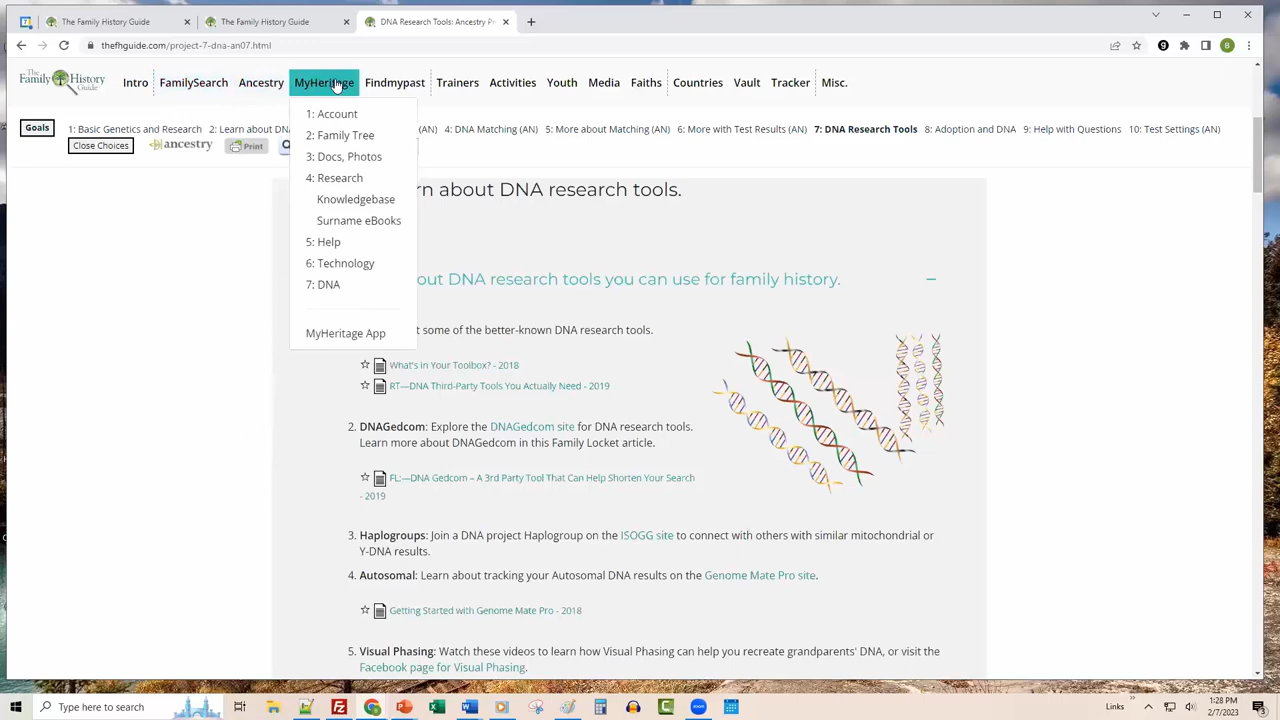 The Family History Guide
The Family History Guide
DNA Research Tools: Ancestry Pr
thefhguide.com/project-7-dna-an07.html
The Family History Guide
Intro FamilySearch Ancestry MyHeritage Findmypast Trainers Activities Youth Media Faiths Countries Vault Tracker Misc.
1: Account
2: Family Tree
3: Docs, Photos
4: Research
Knowledgebase
Surname eBooks
5: Help
6: Technology
7: DNA
MyHeritage App
Goals
1: Basic Genetics and Research 2: Learn about DNA 4: DNA Matching (AN) 5: More about Matching (AN) 6: More with Test Results (AN) 7: DNA Research Tools 8: Adoption and DNA 9: Help with Questions 10: Test Settings (AN)
Close Choices ancestry Print
rn about DNA research tools.
out DNA research tools you can use for family history.
t some of the better-known DNA research tools.
What's in Your Toolbox? - 2018
RT—DNA Third-Party Tools You Actually Need - 2019
2. DNAGedcom: Explore the DNAGedcom site for DNA research tools.
Learn more about DNAGedcom in this Family Locket article.
FL:—DNA Gedcom – A 3rd Party Tool That Can Help Shorten Your Search
- 2019
3. Haplogroups: Join a DNA project Haplogroup on the ISOGG site to connect with others with similar mitochondrial or
Y-DNA results.
4. Autosomal: Learn about tracking your Autosomal DNA results on the Genome Mate Pro site.
Getting Started with Genome Mate Pro - 2018
5. Visual Phasing: Watch these videos to learn how Visual Phasing can help you recreate grandparents' DNA, or visit the
Facebook page for Visual Phasing.
Type here to search
Links
1:28 PM
2/7/2023